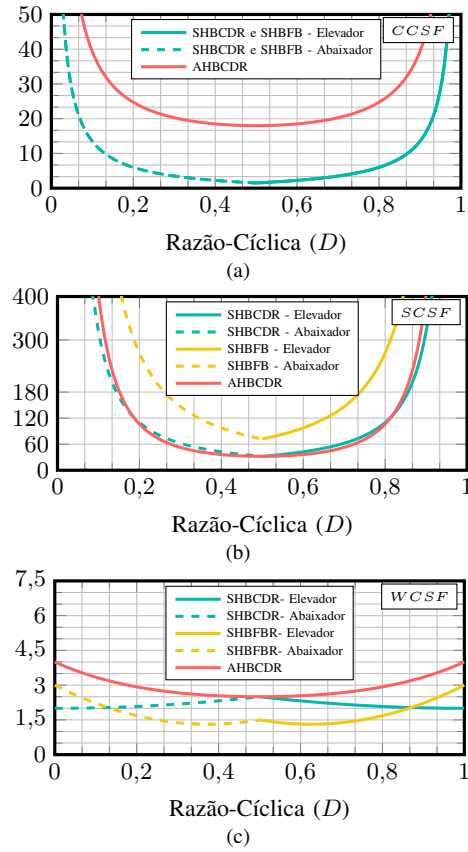 50
40
30
20
10
0
SHBCDR e SHBFB - Elevador
SHBCDR e SHBFB - Abaixador
AHBCDR
CCSF
0 0,2 0,4 0,6 0,8 1
Razão-Cíclica (D)
(a)
400
300
180
120
60
0
SHBCDR - Elevador
SHBCDR - Abaixador
SHBFB - Elevador
SHBFB - Abaixador
AHBCDR
SCSF
0 0,2 0,4 0,6 0,8 1
Razão-Cíclica (D)
(b)
7,5
6
4,5
3
1,5
0
SHBCDR- Elevador
SHBCDR- Abaixador
SHBFBR- Elevador
SHBFBR- Abaixador
AHBCDR
WCSF
0 0,2 0,4 0,6 0,8 1
Razão-Cíclica (D)
(c)